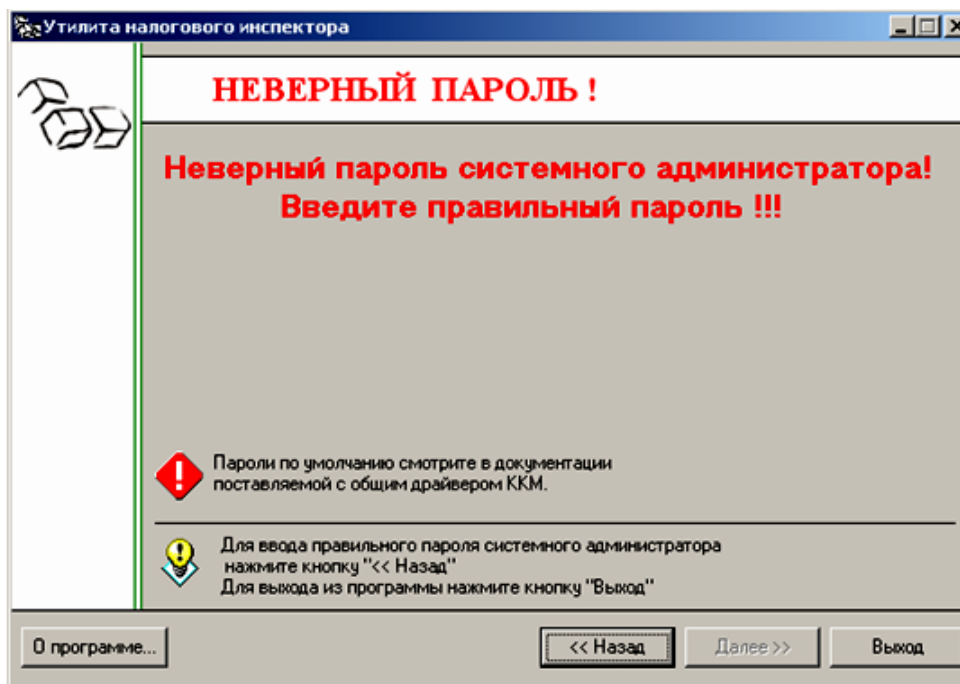 Утилита налогового инспектора
НЕВЕРНЫЙ ПАРОЛЬ !
Неверный пароль системного администратора!
Введите правильный пароль !!!
Пароли по умолчанию смотрите в документации
поставляемой с общим драйвером ККМ.
Для ввода правильного пароля системного администратора
нажмите кнопку "<< Назад"
Для выхода из программы нажмите кнопку "Выход"
О программе...
<< Назад
Далее >>
Выход